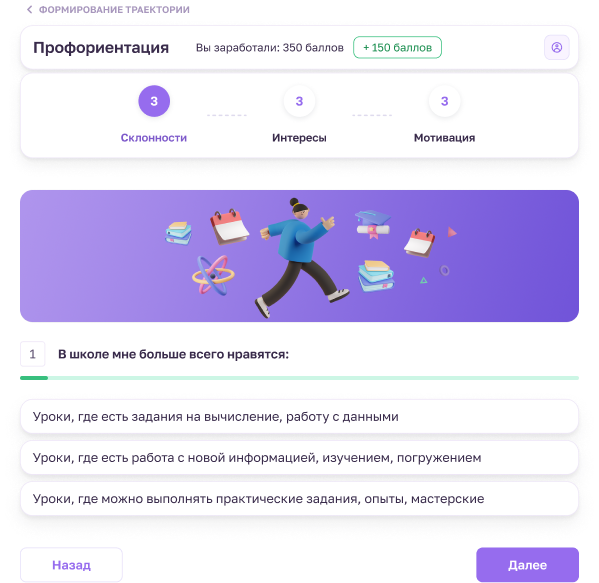 ФОРМИРОВАНИЕ ТРАЕКТОРИИ
Профориентация Вы заработали: 350 баллов + 150 баллов
3 3 3
Склонности Интересы Мотивация
1 В школе мне больше всего нравятся:
Уроки, где есть задания на вычисление, работу с данными
Уроки, где есть работа с новой информацией, изучением, погружением
Уроки, где можно выполнять практические задания, опыты, мастерские
Назад Далее